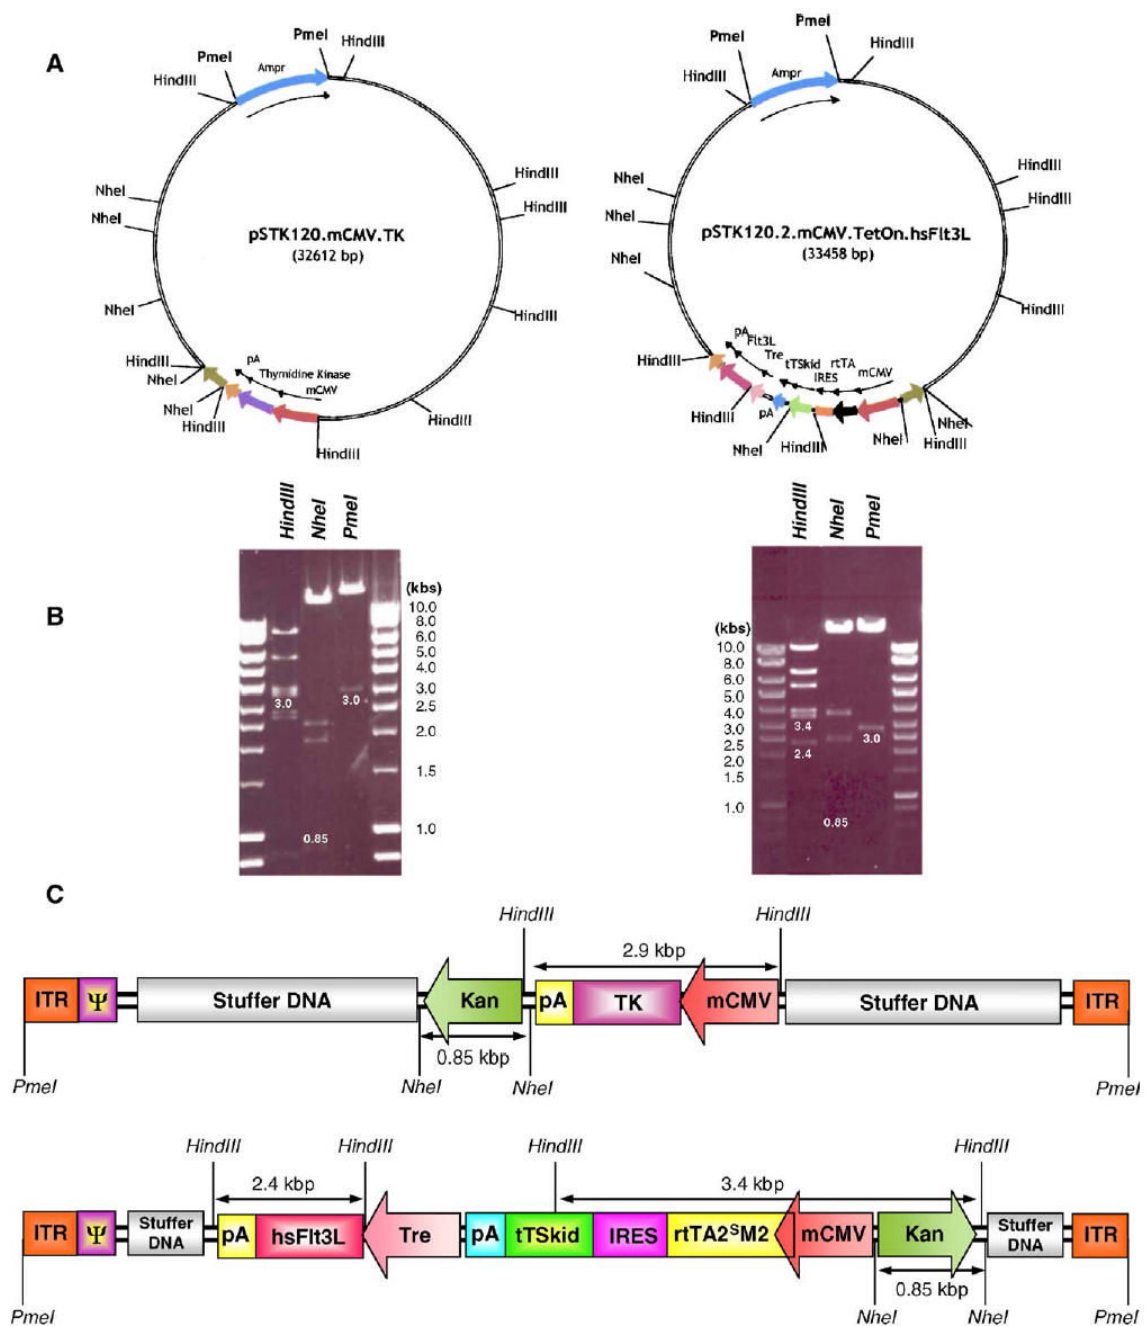 A
PmeI
PmeI
HindIII
HindIII
Ampr
NheI
NheI
HindIII
HindIII
pSTK120.mCMV.TK
(32612 bp)
NheI
HindIII
HindIII
NheI
pA
Thymidine Kinase
mCMV
NheI
HindIII
HindIII
HindIII
PmeI
PmeI
HindIII
HindIII
Ampr
NheI
NheI
HindIII
HindIII
pSTK120.2.mCMV.TetOn.hsFlt3L
(33458 bp)
NheI
HindIII
pA
Flt3L
Tre
tTSkid
IRES
rtTA
mCMV
HindIII
HindIII
pA
NheI
HindIII
NheI
NheI
HindIII
B
HindIII
NheI
PmeI
(kbs)
10.0
8.0
6.0
5.0
4.0
3.0
2.5
2.0
1.5
1.0
3.0
3.0
0.85
HindIII
NheI
PmeI
(kbs)
10.0
8.0
6.0
5.0
4.0
3.0
2.5
2.0
1.5
1.0
3.4
2.4
3.0
0.85
C
HindIII
HindIII
2.9 kbp
ITR
Ψ
Stuffer DNA
Kan
pA
TK
mCMV
Stuffer DNA
ITR
0.85 kbp
PmeI
NheI
NheI
PmeI
HindIII
HindIII
HindIII
HindIII
2.4 kbp
3.4 kbp
ITR
Ψ
Stuffer
DNA
pA
hsFlt3L
Tre
pA
tTSkid
IRES
rtTA2ˢM2
mCMV
Kan
Stuffer
DNA
ITR
0.85 kbp
PmeI
NheI
NheI
PmeI